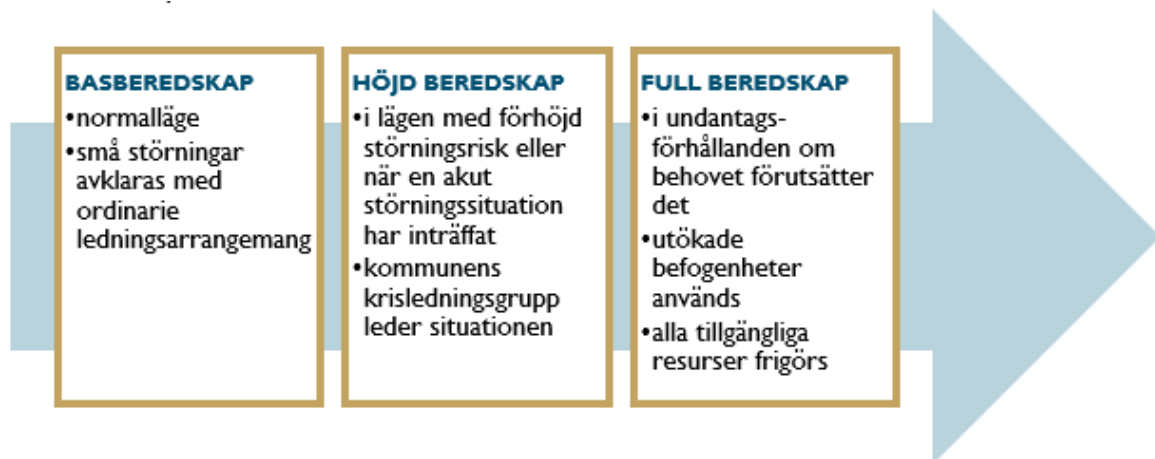 BASBEREDSKAP
•normalläge
•små störningar
avklaras med
ordinarie
ledningsarrangemang
HÖJD BEREDSKAP
•i lägen med förhöjd
störningsrisk eller
när en akut
störningssituation
har inträffat
•kommunens
krisledningsgrupp
leder situationen
FULL BEREDSKAP
•i undantags-
förhållanden om
behovet förutsätter
det
•utökade
befogenheter
används
•alla tillgängliga
resurser frigörs